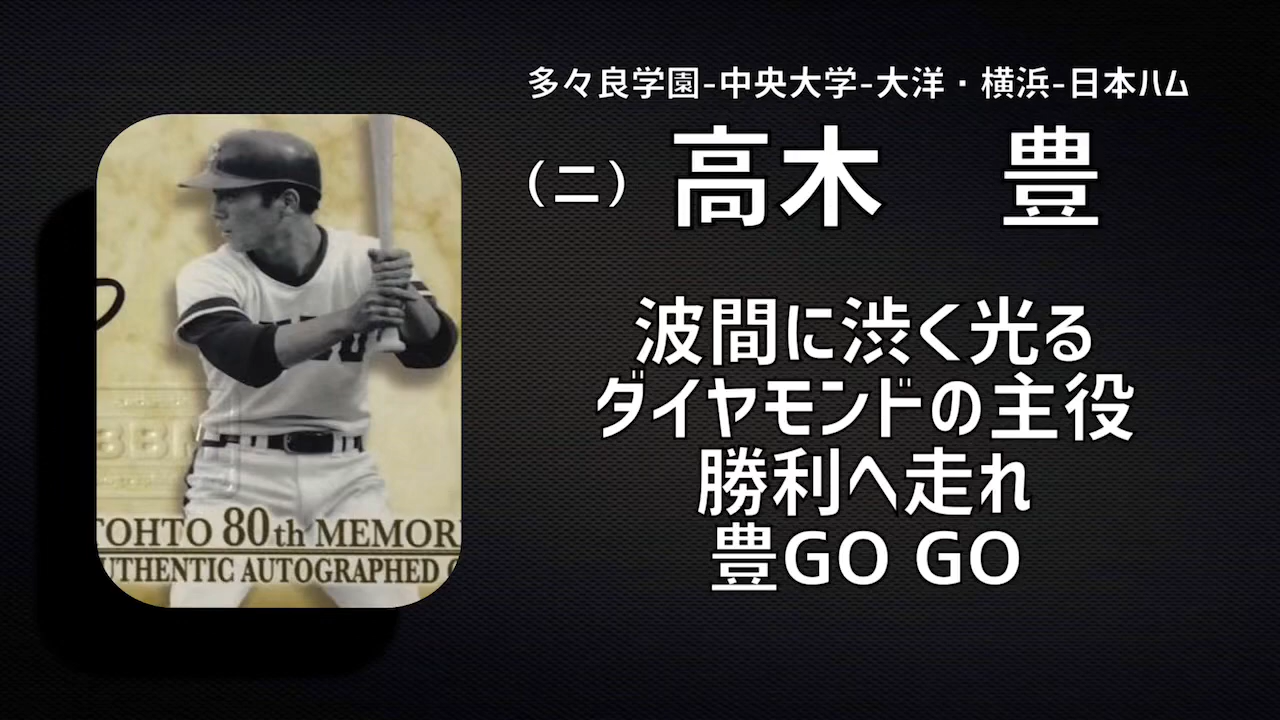 多々良学園-中央大学-大洋・横浜-日本ハム
（二）高木　豊
波間に渋く光る
ダイヤモンドの主役
勝利へ走れ
豊GO GO
BBM
TOHTO 80th MEMOR
UTHENTIC AUTOGRAPHED